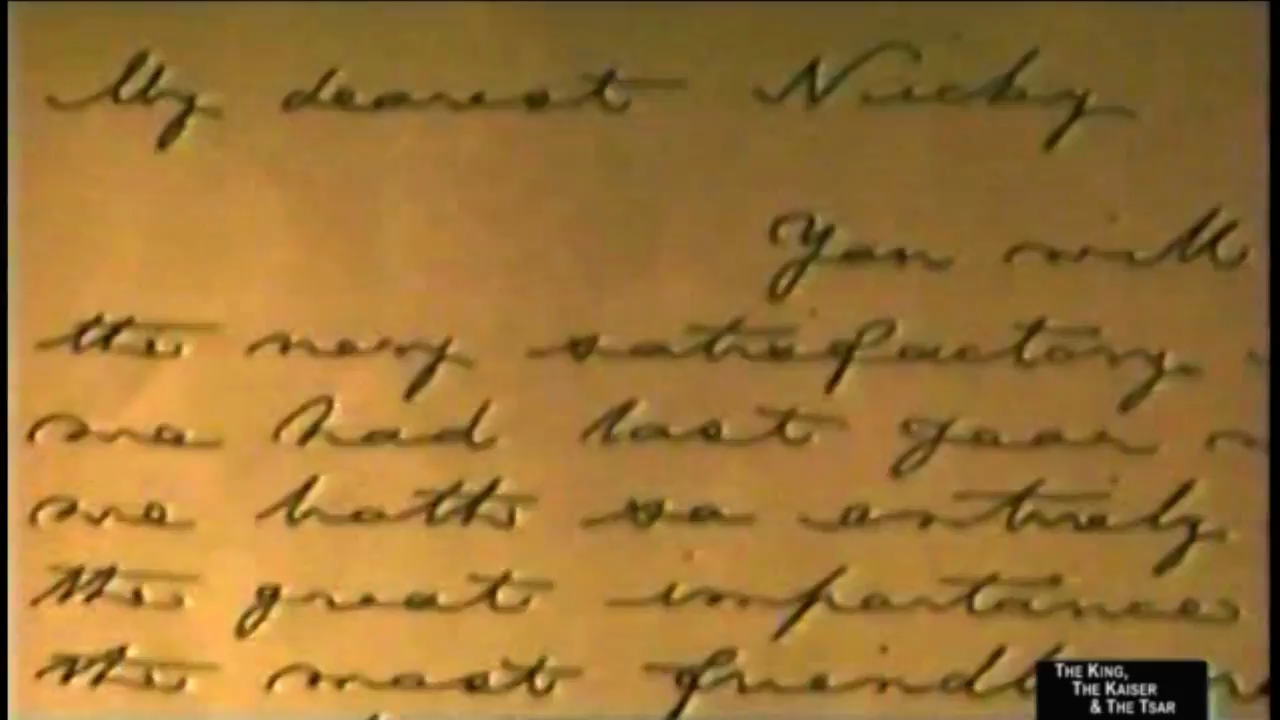 My dearest Nicky
You will
the very satisfactory
we had last year
we both so entirely
the great importance
the most friendly
THE KING,
THE KAISER
& THE TSAR